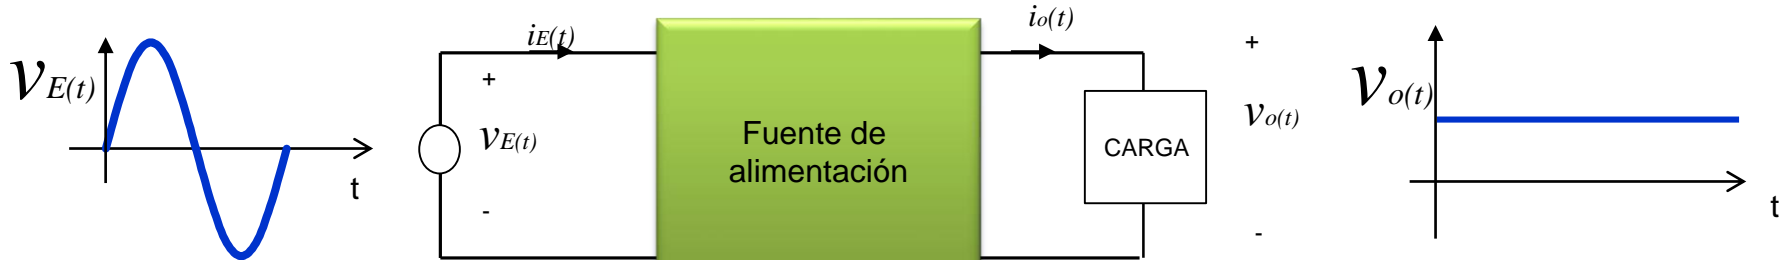 vE(t)
t
iE(t)
+
vE(t)
-
Fuente de
alimentación
io(t)
CARGA
+
vo(t)
-
vo(t)
t